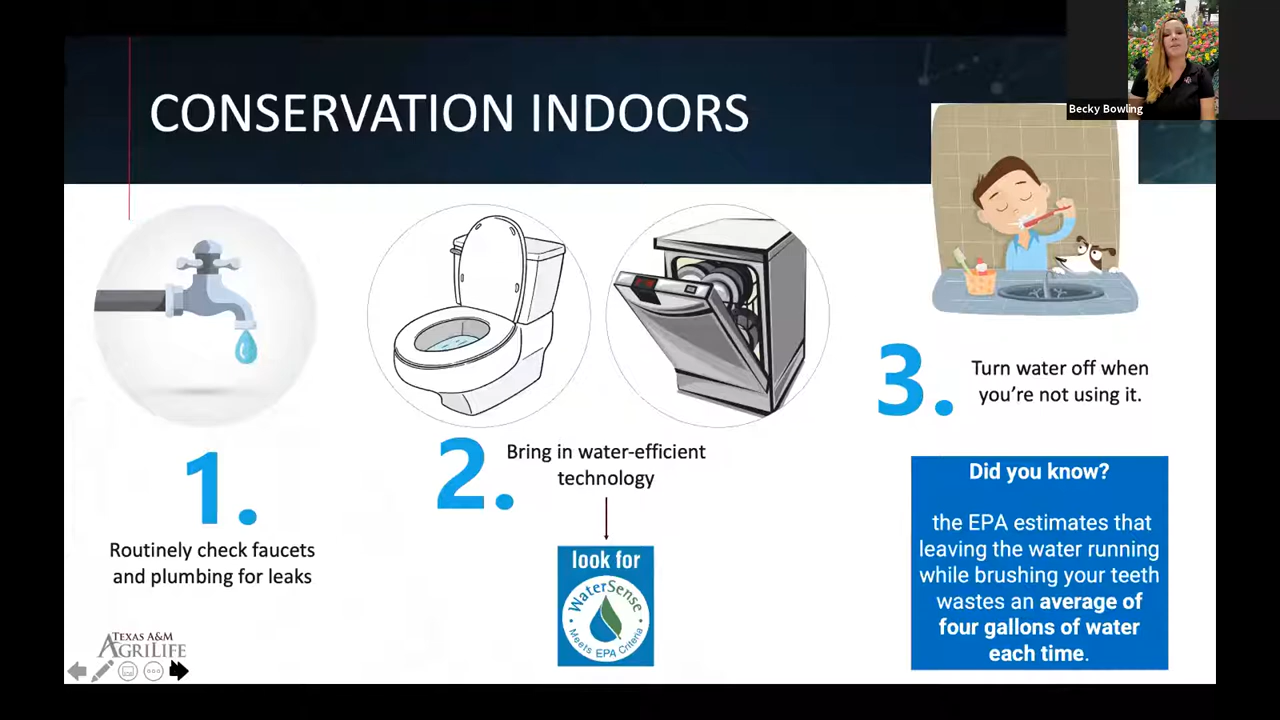 Becky Bowling
CONSERVATION INDOORS
1.
Routinely check faucets
and plumbing for leaks
2.
Bring in water-efficient
technology
look for
WaterSense
Meets EPA Criteria
3.
Turn water off when
you're not using it.
Did you know?
the EPA estimates that
leaving the water running
while brushing your teeth
wastes an average of
four gallons of water
each time.
TEXAS A&M
AGRILIFE